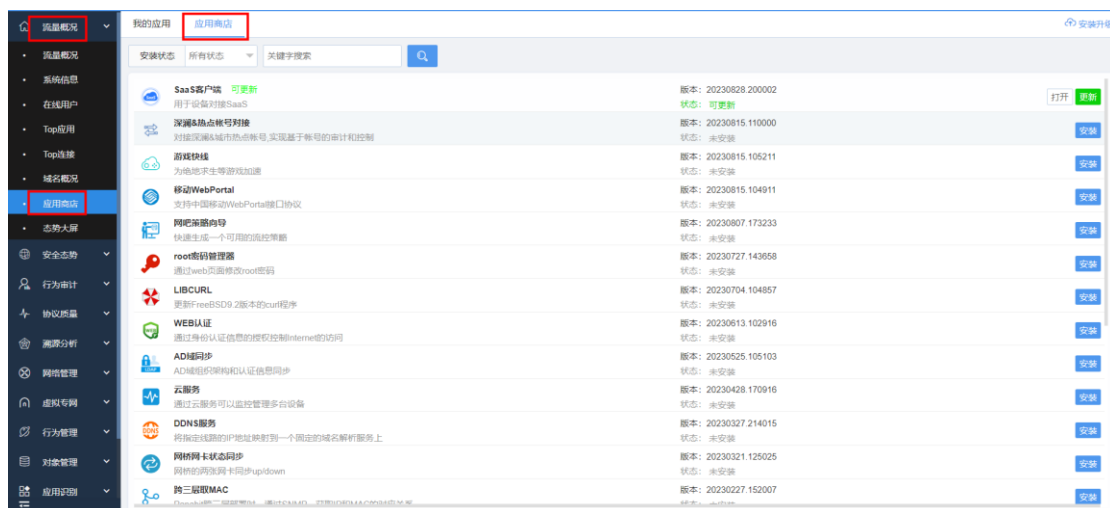 流量概况
流量概况
系统信息
在线用户
Top应用
Top连接
域名概况
应用商店
态势大屏
安全态势
行为审计
协议质量
溯源分析
网络管理
虚拟专网
行为管理
对象管理
应用识别
我的应用 应用商店 安装升级
安装状态 所有状态 关键字搜索
SaaS客户端 可更新 版本：20230828.200002
用于设备对接SaaS 状态：可更新 打开 更新
深澜&热点帐号对接 版本：20230815.110000
对接深澜&城市热点帐号,实现基于帐号的审计和控制 状态：未安装 安装
游戏快线 版本：20230815.105211
为绝地求生等游戏加速 状态：未安装 安装
移动WebPortal 版本：20230815.104911
支持中国移动WebPortal接口协议 状态：未安装 安装
网吧策略向导 版本：20230807.173233
快速生成一个可用的流控策略 状态：未安装 安装
root密码管理器 版本：20230727.143658
通过web页面修改root密码 状态：未安装 安装
LIBCURL 版本：20230704.104857
更新FreeBSD9.2版本的curl程序 状态：未安装 安装
WEB认证 版本：20230613.102916
通过身份认证信息的授权控制Internet的访问 状态：未安装 安装
AD域同步 版本：20230525.105103
AD域组织架构和认证信息同步 状态：未安装 安装
云服务 版本：20230428.170916
通过云服务可以监控管理多台设备 状态：未安装 安装
DDNS服务 版本：20230327.214015
将指定线路的IP地址映射到一个固定的域名解析服务上 状态：未安装 安装
网桥网卡状态同步 版本：20230321.125025
网桥的两张网卡同步up/down 状态：未安装 安装
跨三层取MAC 版本：20230227.152007
安装